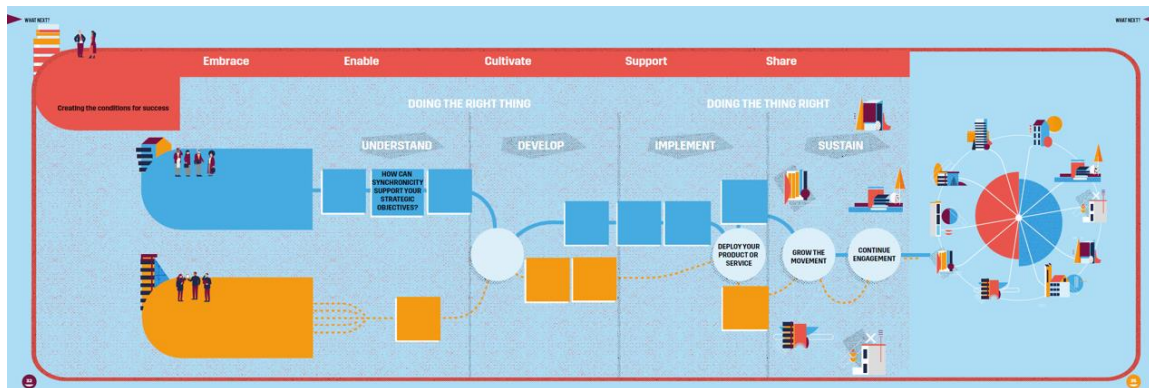 WHAT NEXT?
WHAT NEXT?
Embrace
Enable
Cultivate
Support
Share
Creating the conditions for success
DOING THE RIGHT THING
DOING THE THING RIGHT
UNDERSTAND
DEVELOP
IMPLEMENT
SUSTAIN
HOW CAN
SYNCHRONICITY
SUPPORT YOUR
STRATEGIC
OBJECTIVES?
DEPLOY YOUR
PRODUCT OR
SERVICE
GROW THE
MOVEMENT
CONTINUE
ENGAGEMENT